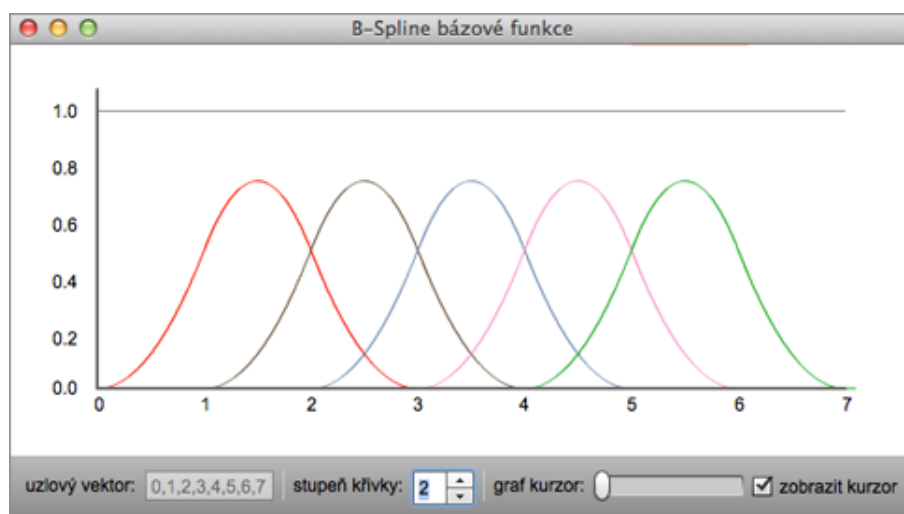 B-Spline bázové funkce
1.0
0.8
0.6
0.4
0.2
0.0
0 1 2 3 4 5 6 7
uzlový vektor: 0,1,2,3,4,5,6,7 stupeň křivky: 2 graf kurzor: zobrazit kurzor